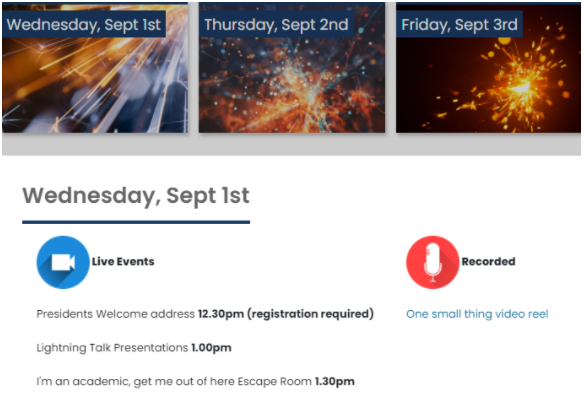 Wednesday, Sept 1st
Thursday, Sept 2nd
Friday, Sept 3rd
Wednesday, Sept 1st
Live Events
Recorded
Presidents Welcome address 12.30pm (registration required)
One small thing video reel
Lightning Talk Presentations 1.00pm
I'm an academic, get me out of here Escape Room 1.30pm